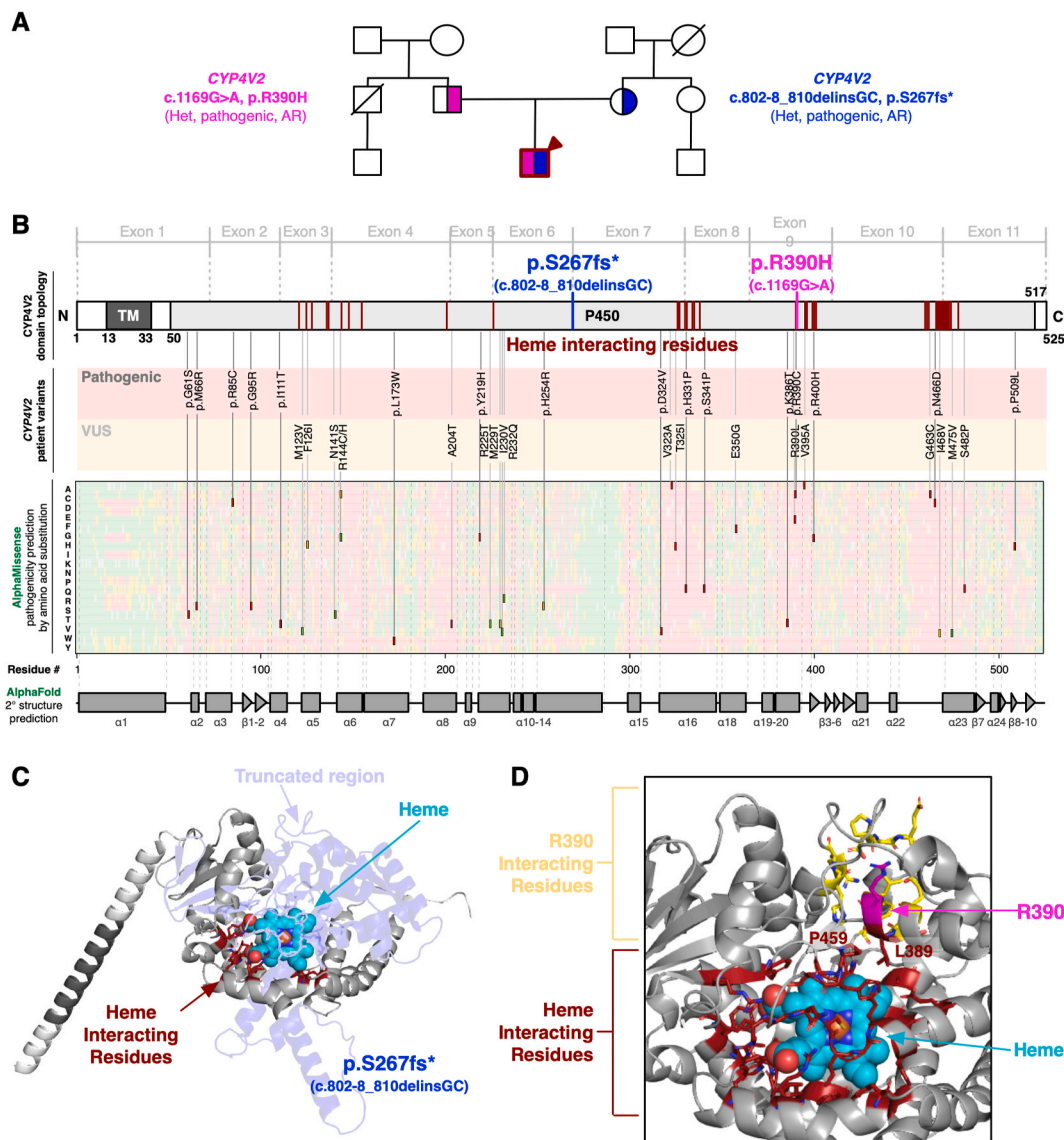 A
CYP4V2
c.1169G>A, p.R390H
(Het, pathogenic, AR)
CYP4V2
c.802-8_810delinsGC, p.S267fs*
(Het, pathogenic, AR)
B
Exon 1
Exon 2
Exon 3
Exon 4
Exon 5
Exon 6
Exon 7
Exon 8
Exon 9
Exon 10
Exon 11
p.S267fs*
(c.802-8_810delinsGC)
p.R390H
(c.1169G>A)
CYP4V2
domain topology
N
TM
P450
517
C
1
13
33
50
525
Heme interacting residues
CYP4V2
patient variants
Pathogenic
p.G61S
p.M66R
p.R85C
p.G95R
p.I111T
p.L173W
p.Y219H
p.H254R
p.D324V
p.H331P
p.S341P
p.K386T
p.R390C
p.R400H
p.N466D
p.P509L
VUS
M123V
F126I
N141S
R144C/H
A204T
R225T
M229T
I230V
R232Q
V323A
T325I
E350G
R390L
V395A
G463C
I468V
M475V
S482P
AlphaMissense
pathogenicity prediction
by amino acid substitution
A
C
D
E
F
G
H
I
K
N
P
Q
R
S
T
V
W
Y
Residue #
1
100
200
300
400
500
AlphaFold
2° structure
prediction
α1
α2
α3
β1-2
α4
α5
α6
α7
α8
α9
α10-14
α15
α16
α18
α19-20
β3-6
α21
α22
α23
β7
α24
β8-10
C
Truncated region
Heme
Heme
Interacting
Residues
p.S267fs*
(c.802-8_810delinsGC)
D
R390
Interacting
Residues
R390
P459
L389
Heme
Interacting
Residues
Heme